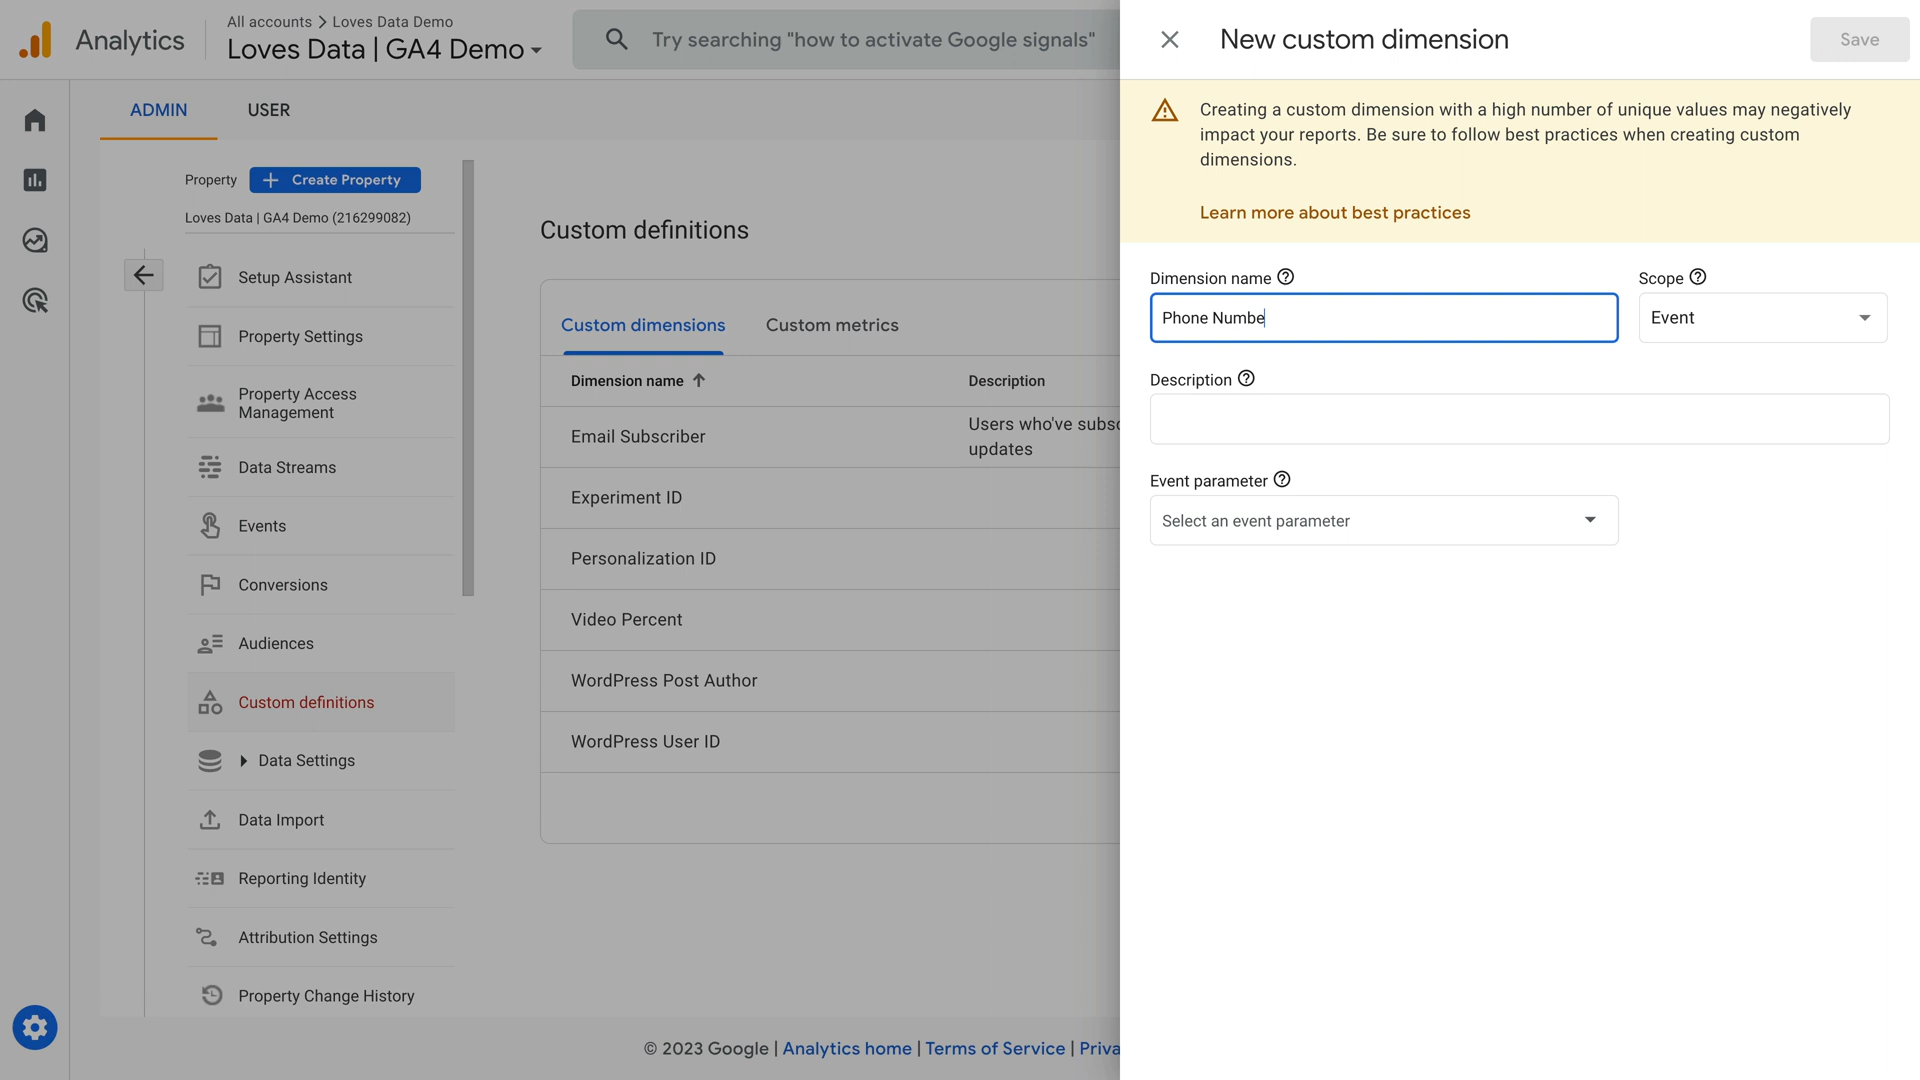 Analytics
All accounts > Loves Data Demo
Loves Data | GA4 Demo
Try searching "how to activate Google signals"
ADMIN
USER
Property
Create Property
Loves Data | GA4 Demo (216299082)
Setup Assistant
Property Settings
Property Access
Management
Data Streams
Events
Conversions
Audiences
Custom definitions
Data Settings
Data Import
Reporting Identity
Attribution Settings
Property Change History
Custom definitions
Custom dimensions
Custom metrics
Dimension name
Description
Email Subscriber
Users who've subsc
updates
Experiment ID
Personalization ID
Video Percent
WordPress Post Author
WordPress User ID
© 2023 Google | Analytics home | Terms of Service | Priva
New custom dimension
Save
Creating a custom dimension with a high number of unique values may negatively
impact your reports. Be sure to follow best practices when creating custom
dimensions.
Learn more about best practices
Dimension name
Scope
Phone Numbe
Event
Description
Event parameter
Select an event parameter